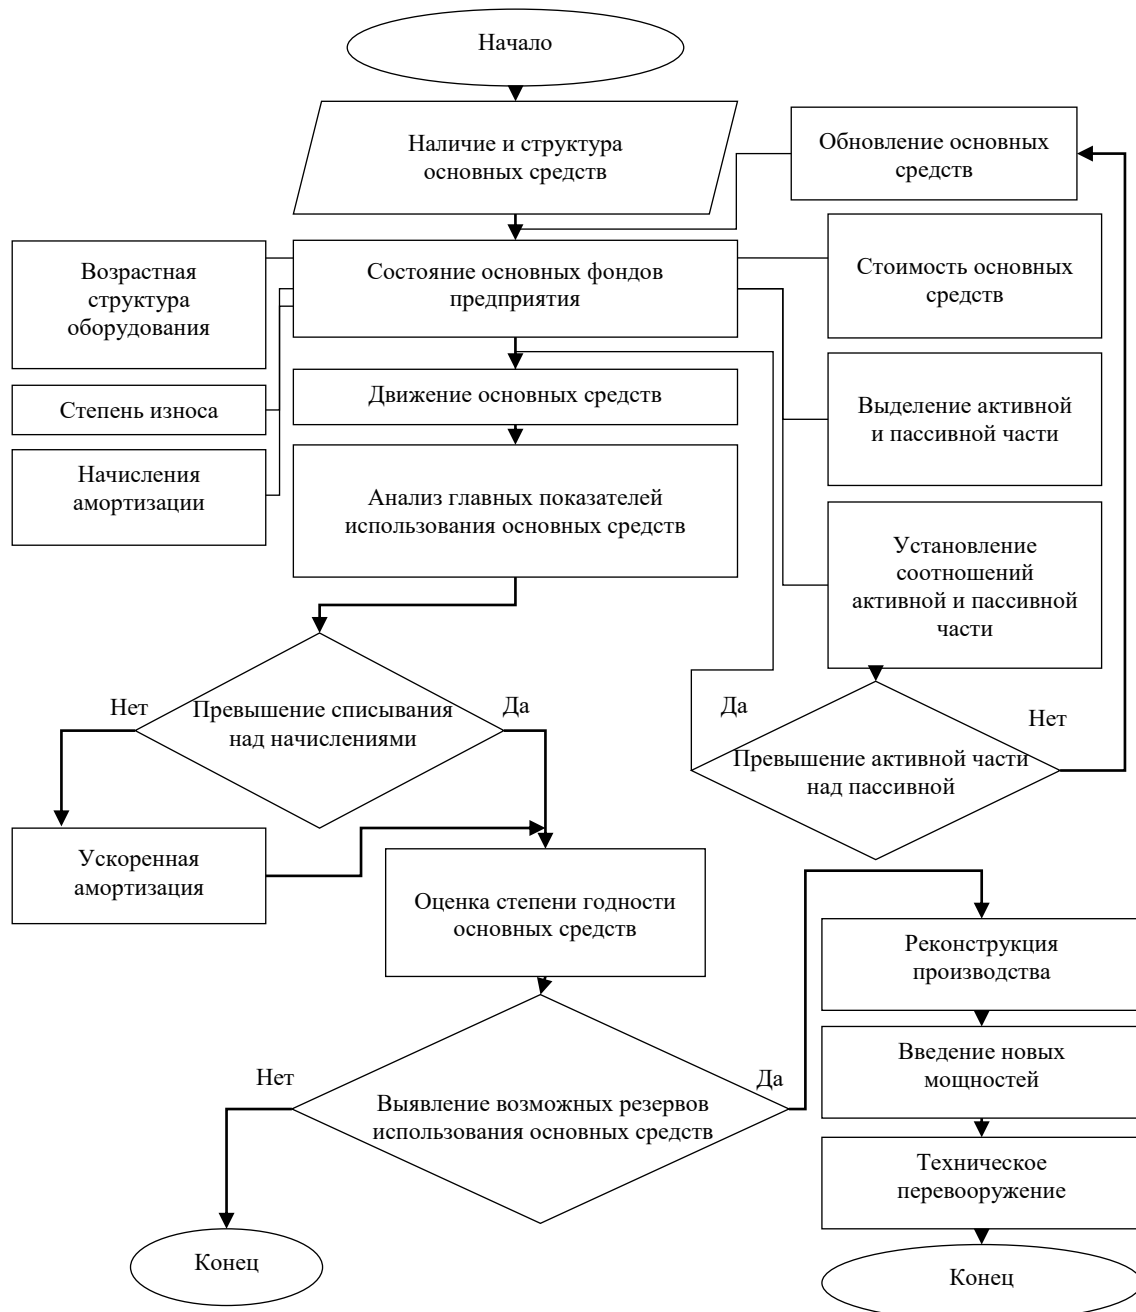 Начало
Наличие и структура
основных средств
Обновление основных
средств
Возрастная
структура
оборудования
Состояние основных фондов
предприятия
Стоимость основных
средств
Степень износа
Движение основных средств
Выделение активной
и пассивной части
Начисления
амортизации
Анализ главных показателей
использования основных средств
Установление
соотношений
активной и пассивной
части
Нет
Превышение списывания
над начислениями
Да
Да
Превышение активной части
над пассивной
Нет
Ускоренная
амортизация
Оценка степени годности
основных средств
Реконструкция
производства
Введение новых
мощностей
Нет
Выявление возможных резервов
использования основных средств
Да
Техническое
перевооружение
Конец
Конец